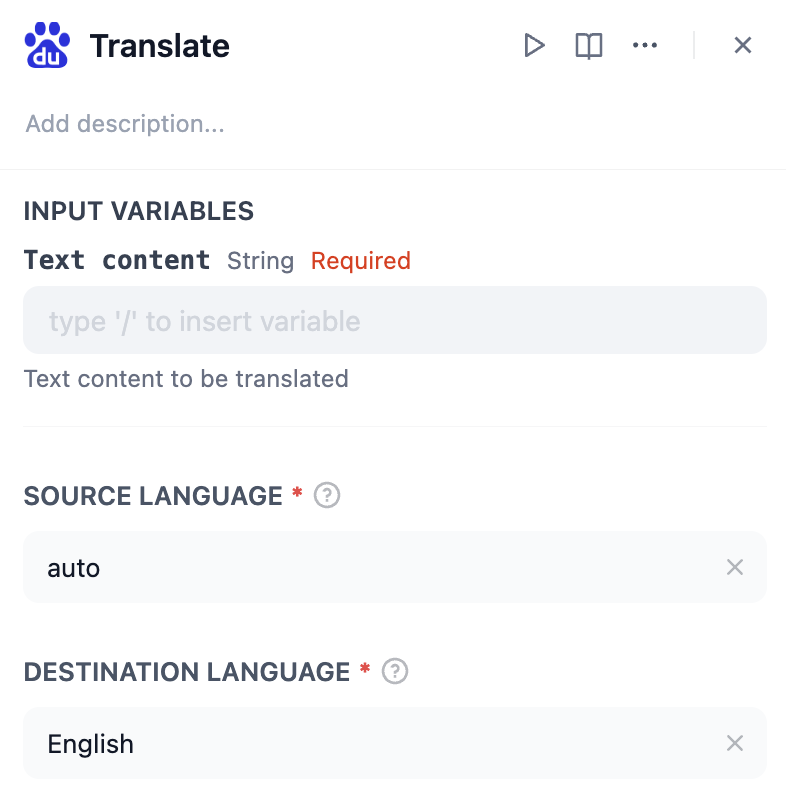 du Translate
Add description...
INPUT VARIABLES
Text content String Required
type '/' to insert variable
Text content to be translated
SOURCE LANGUAGE * ?
auto
DESTINATION LANGUAGE * ?
English